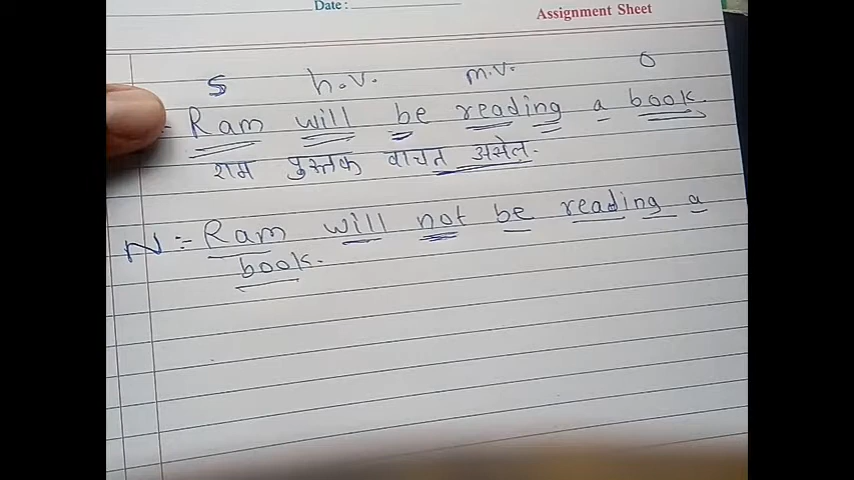 Date :
Assignment Sheet
S h.v. m.v. O
:- Ram will be reading a book.
राम पुस्तक वाचत असेल.
N :- Ram will not be reading a
book.